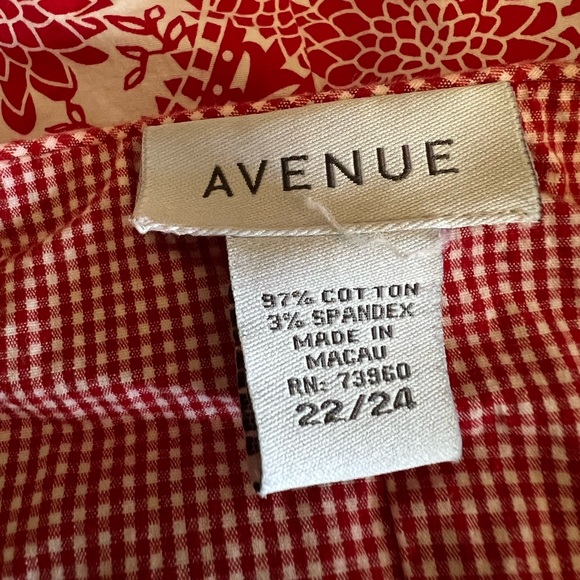 AVENUE
97% COTTON
3% SPANDEX
MADE IN
MACAU
RN: 73960
22/24